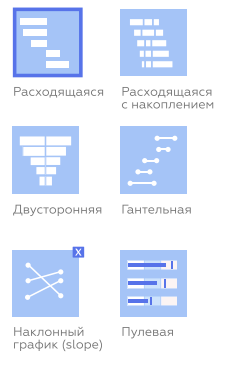 Расходящаяся
Расходящаяся
с накоплением
Двусторонняя
Гантельная
X
Наклонный
график (slope)
Пулевая